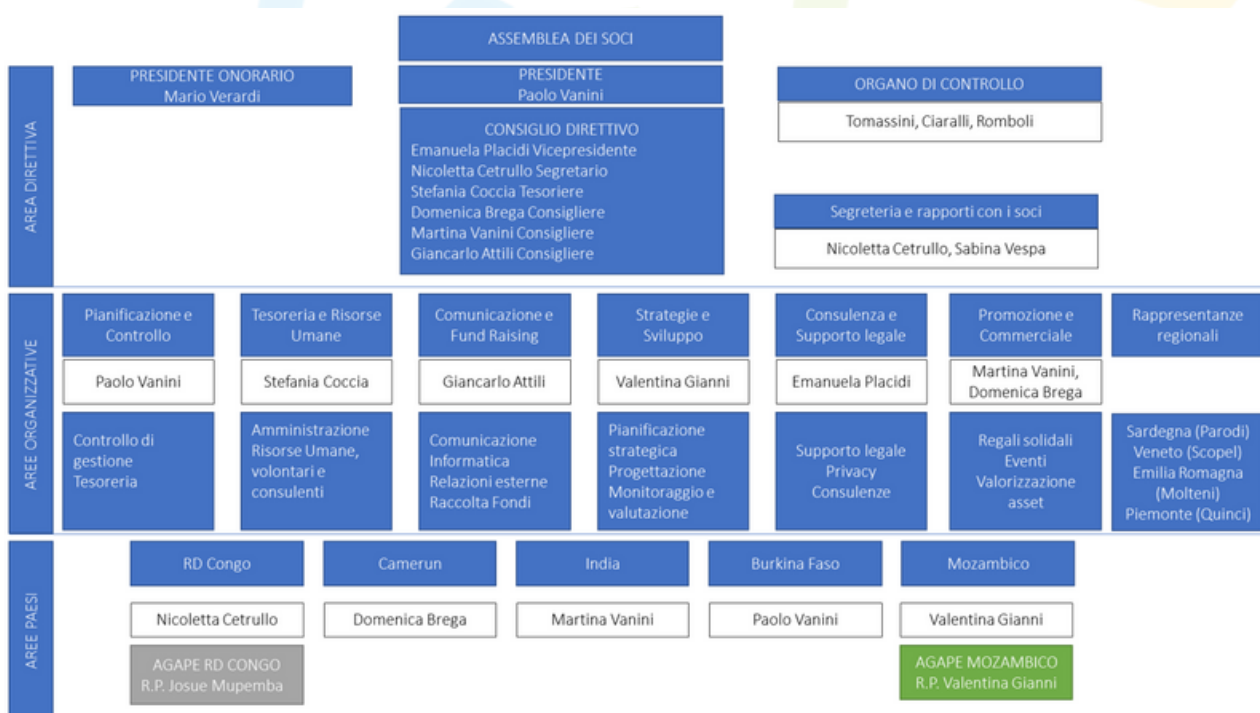 ASSEMBLEA DEI SOCI
AREA DIRETTIVA
PRESIDENTE ONORARIO
Mario Verardi
PRESIDENTE
Paolo Vanini
ORGANO DI CONTROLLO
Tomassini, Ciaralli, Romboli
CONSIGLIO DIRETTIVO
Emanuela Placidi Vicepresidente
Nicoletta Cetrullo Segretario
Stefania Coccia Tesoriere
Domenica Brega Consigliere
Martina Vanini Consigliere
Giancarlo Attili Consigliere
Segreteria e rapporti con i soci
Nicoletta Cetrullo, Sabina Vespa
AREE ORGANIZZATIVE
Pianificazione e
Controllo
Paolo Vanini
Controllo di
gestione
Tesoreria
Tesoreria e Risorse
Umane
Stefania Coccia
Amministrazione
Risorse Umane,
volontari e
consulenti
Comunicazione e
Fund Raising
Giancarlo Attili
Comunicazione
Informatica
Relazioni esterne
Raccolta Fondi
Strategie e
Sviluppo
Valentina Gianni
Pianificazione
strategica
Progettazione
Monitoraggio e
valutazione
Consulenza e
Supporto legale
Emanuela Placidi
Supporto legale
Privacy
Consulenze
Promozione e
Commerciale
Martina Vanini,
Domenica Brega
Regali solidali
Eventi
Valorizzazione
asset
Rappresentanze
regionali
Sardegna (Parodi)
Veneto (Scopel)
Emilia Romagna
(Molteni)
Piemonte (Quinci)
AREE PAESI
RD Congo
Nicoletta Cetrullo
AGAPE RD CONGO
R.P. Josue Mupemba
Camerun
Domenica Brega
India
Martina Vanini
Burkina Faso
Paolo Vanini
Mozambico
Valentina Gianni
AGAPE MOZAMBICO
R.P. Valentina Gianni